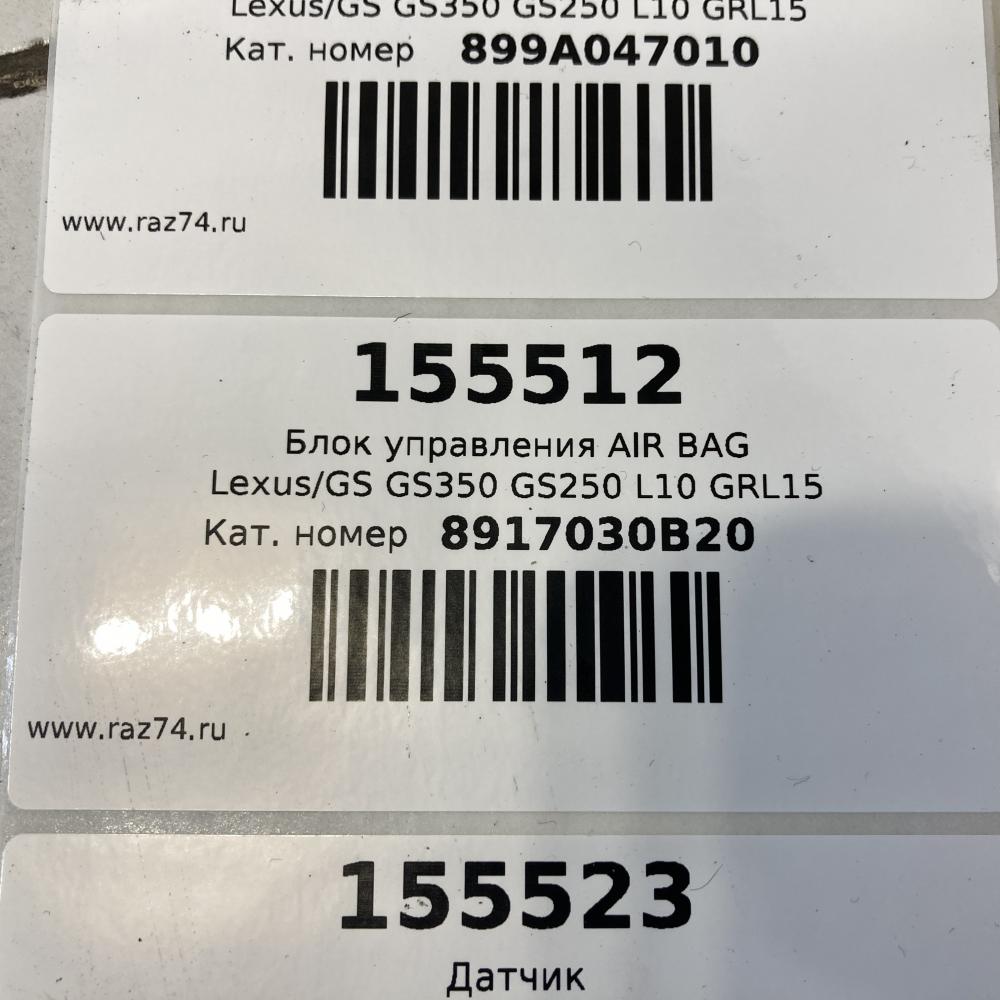 Lexus/GS GS350 GS250 L10 GRL15
Кат. номер 899A047010
www.raz74.ru
155512
Блок управления AIR BAG
Lexus/GS GS350 GS250 L10 GRL15
Кат. номер 8917030B20
www.raz74.ru
155523
Датчик